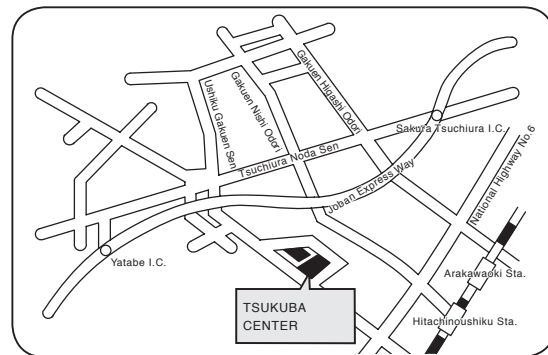 Gakuen Higashi Odori
Gakuen Nishi Odori
Ushiku Gakuen Sen
Sakura Tsuchiura I.C.
Tsuchiura Noda Sen
National Highway No.6
Joban Express Way
Yatabe I.C.
Arakawaoki Sta.
TSUKUBA
CENTER
Hitachinoushiku Sta.